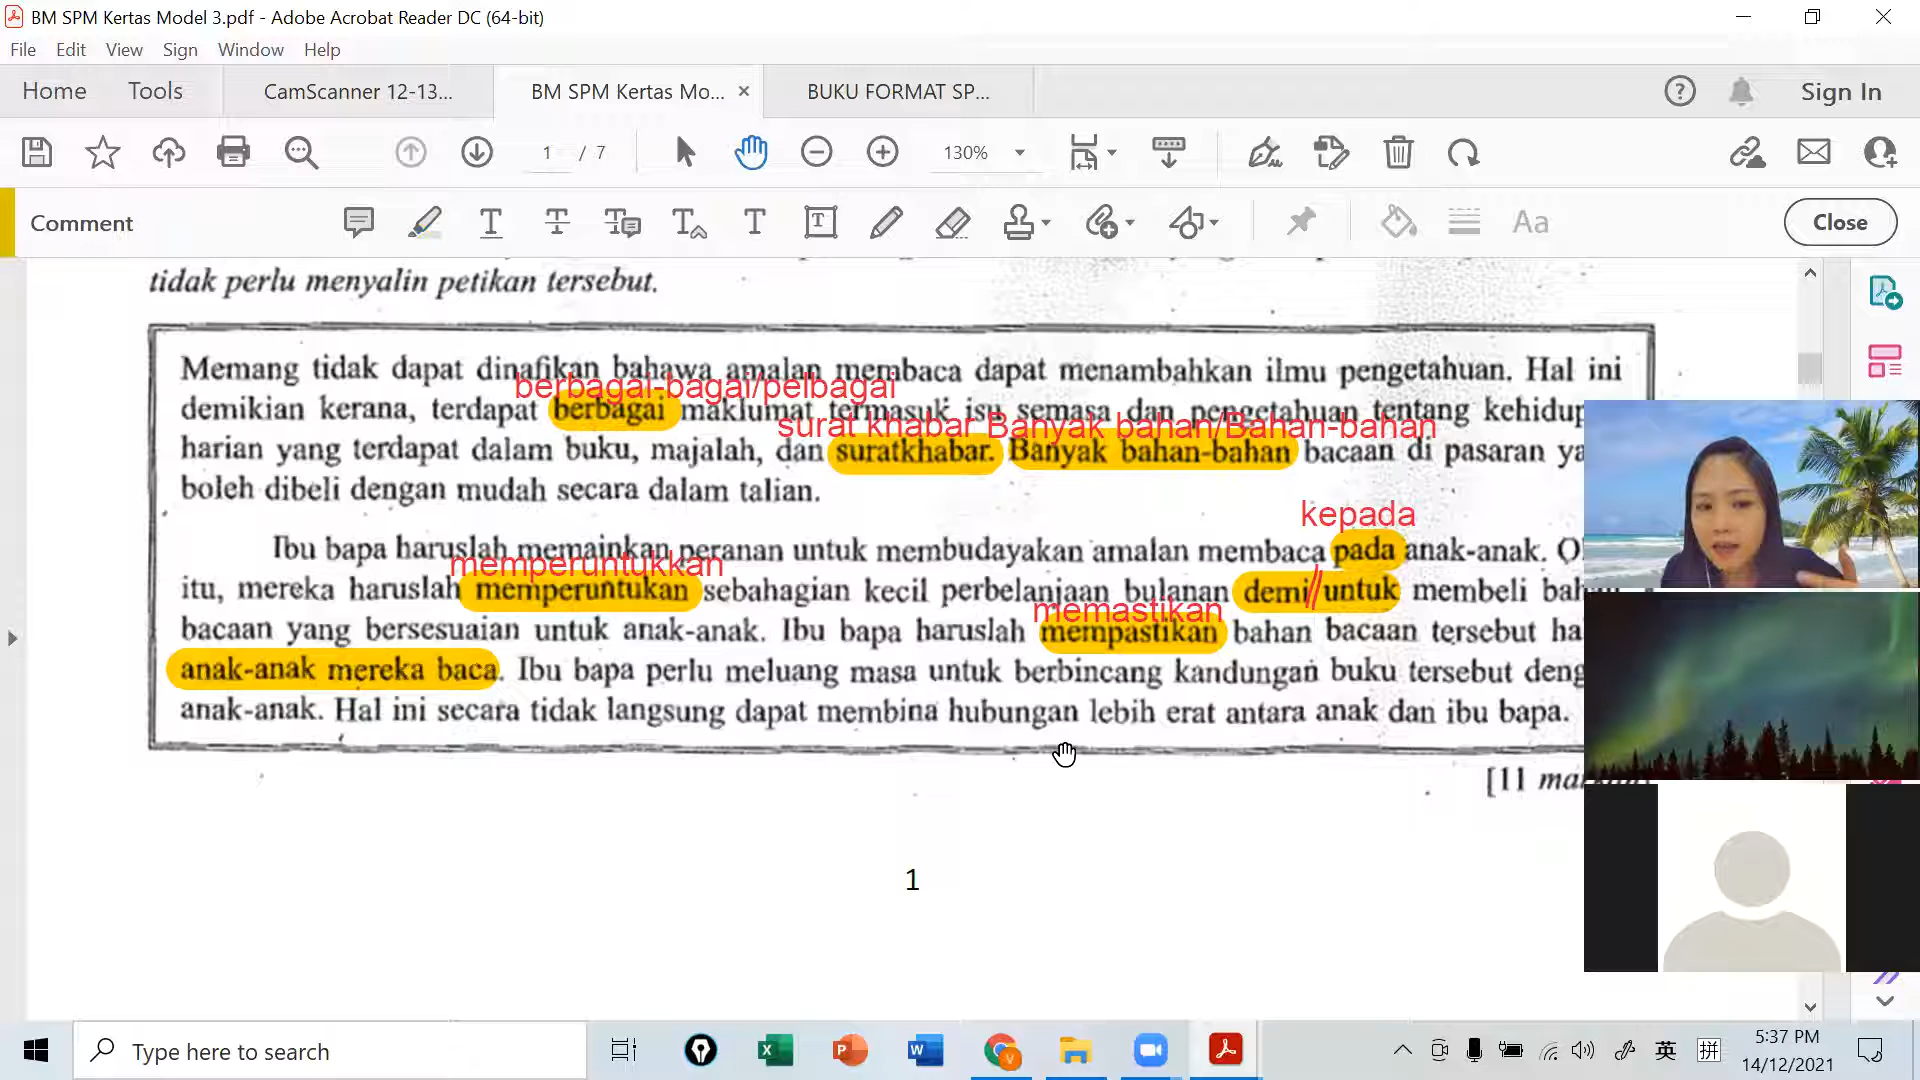 BM SPM Kertas Model 3.pdf - Adobe Acrobat Reader DC (64-bit)
File Edit View Sign Window Help
Home Tools CamScanner 12-13... BM SPM Kertas Mo... × BUKU FORMAT SP... Sign In
1 / 7 130%
Comment Close
tidak perlu menyalin petikan tersebut.
Memang tidak dapat dinafikan bahawa amalan membaca dapat menambahkan ilmu pengetahuan. Hal ini
berbagai-bagai/pelbagai
demikian kerana, terdapat berbagai maklumat termasuk isu semasa dan pengetahuan tentang
surat khabar Banyak bahan/Bahan-bahan
harian yang terdapat dalam buku, majalah, dan suratkhabar. Banyak bahan-bahan bacaan di pasaran
boleh dibeli dengan mudah secara dalam talian.
kepada
Ibu bapa haruslah memainkan peranan untuk membudayakan amalan membaca pada anak-anak.
memperuntukkan
itu, mereka haruslah memperuntukan sebahagian kecil perbelanjaan bulanan demi // untuk membeli
memastikan
bacaan yang bersesuaian untuk anak-anak. Ibu bapa haruslah mempastikan bahan bacaan tersebut
anak-anak mereka baca. Ibu bapa perlu meluang masa untuk berbincang kandungan buku tersebut
anak-anak. Hal ini secara tidak langsung dapat membina hubungan lebih erat antara anak dan ibu bapa.
[11
1
Type here to search
英 拼 5:37 PM
14/12/2021